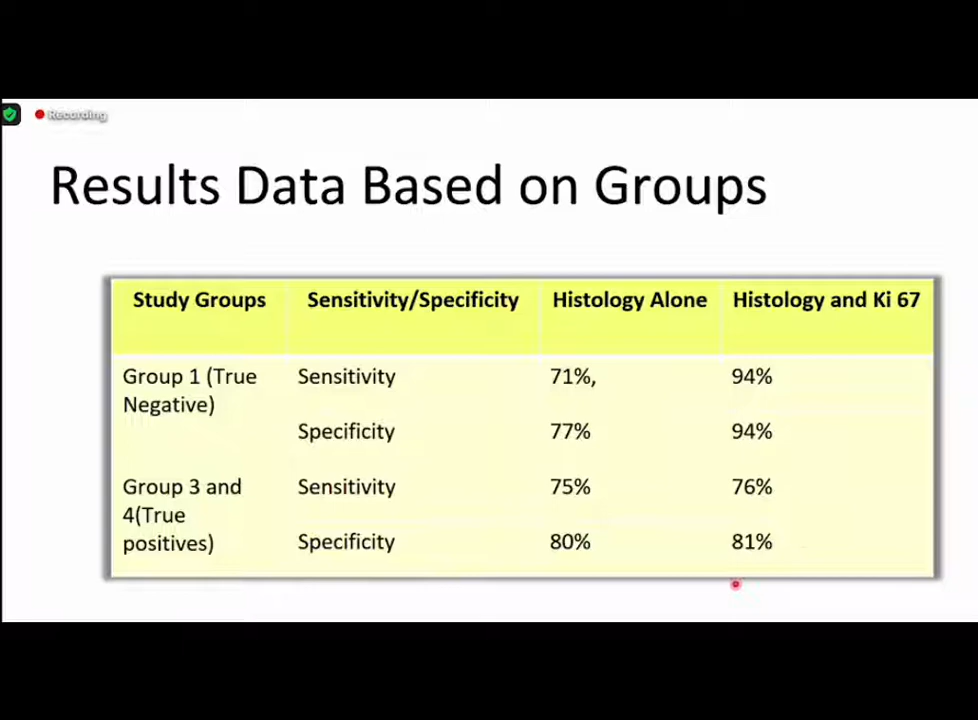 Recording
Results Data Based on Groups
Study Groups Sensitivity/Specificity Histology Alone Histology and Ki 67
Group 1 (True Sensitivity 71%, 94%
Negative)
Specificity 77% 94%
Group 3 and Sensitivity 75% 76%
4(True
positives) Specificity 80% 81%